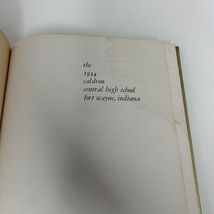 the
1934
caldron
central high school
fort wayne, indiana